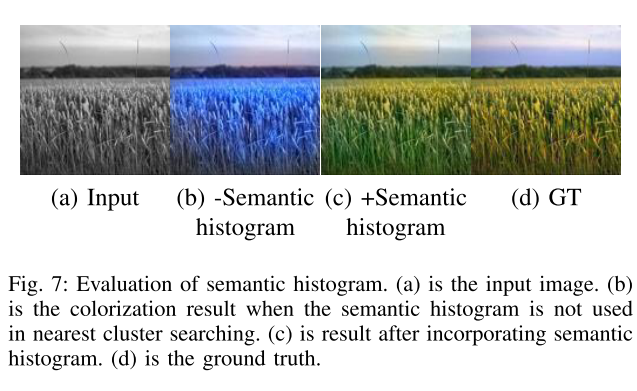 (a) Input
(b) -Semantic histogram
(c) +Semantic histogram
(d) GT
Fig. 7: Evaluation of semantic histogram. (a) is the input image. (b)
is the colorization result when the semantic histogram is not used
in nearest cluster searching. (c) is result after incorporating semantic
histogram. (d) is the ground truth.